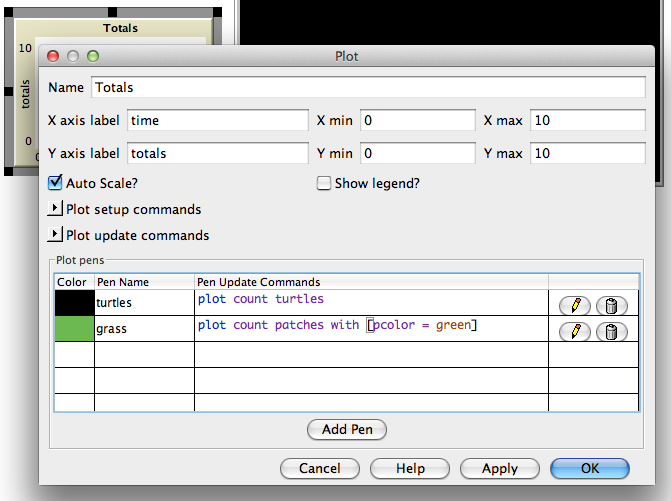 Totals
10
totals
0
0
Plot
Name Totals
X axis label time X min 0 X max 10
Y axis label totals Y min 0 Y max 10
Auto Scale? Show legend?
Plot setup commands
Plot update commands
Plot pens
Color Pen Name Pen Update Commands
turtles plot count turtles
grass plot count patches with [pcolor = green]
Add Pen
Cancel Help Apply OK